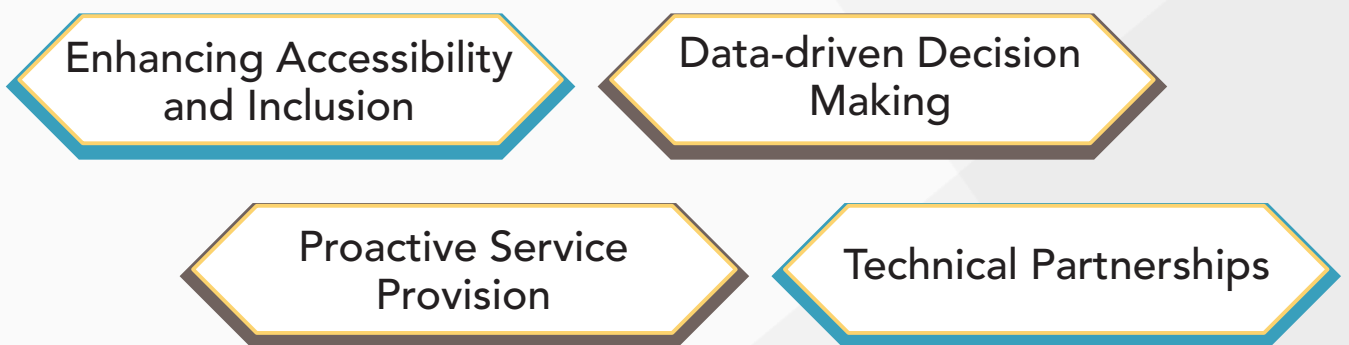 Enhancing Accessibility
and Inclusion
Data-driven Decision
Making
Proactive Service
Provision
Technical Partnerships